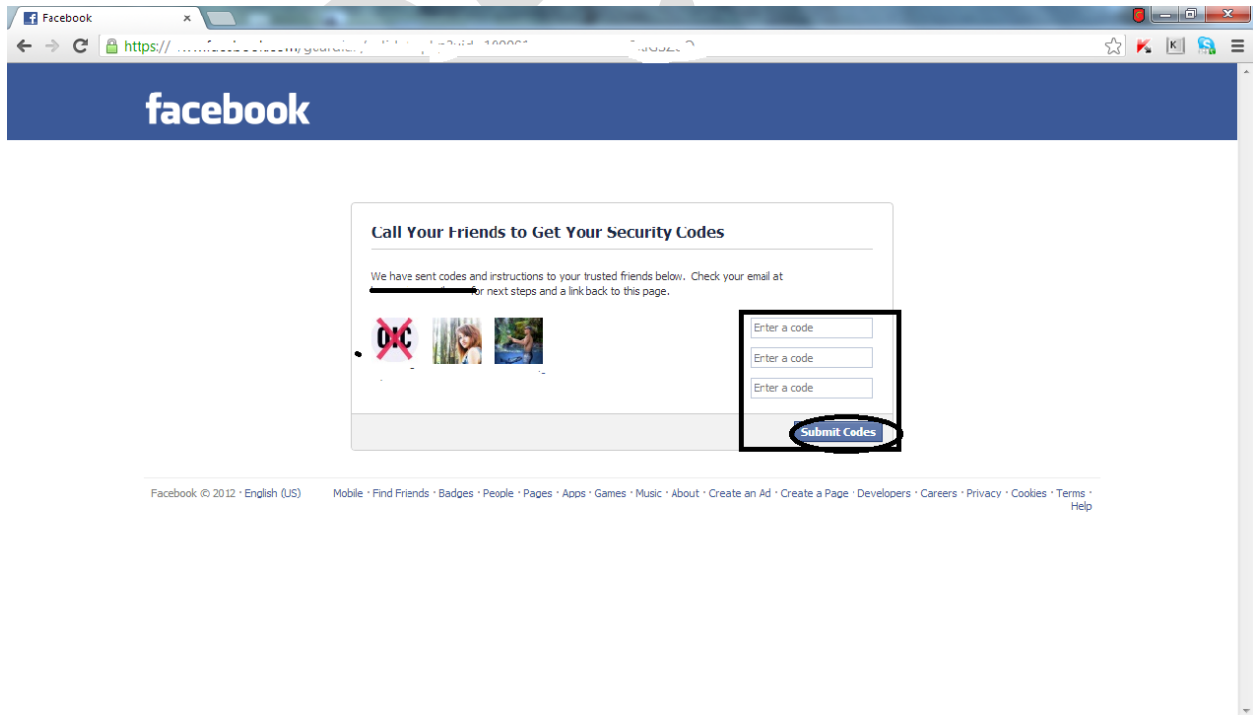 Facebook
https://
facebook
Call Your Friends to Get Your Security Codes
We have sent codes and instructions to your trusted friends below. Check your email at
for next steps and a link back to this page.
Enter a code
Enter a code
Enter a code
Submit Codes
Facebook © 2012 · English (US)
Mobile · Find Friends · Badges · People · Pages · Apps · Games · Music · About · Create an Ad · Create a Page · Developers · Careers · Privacy · Cookies · Terms ·
Help